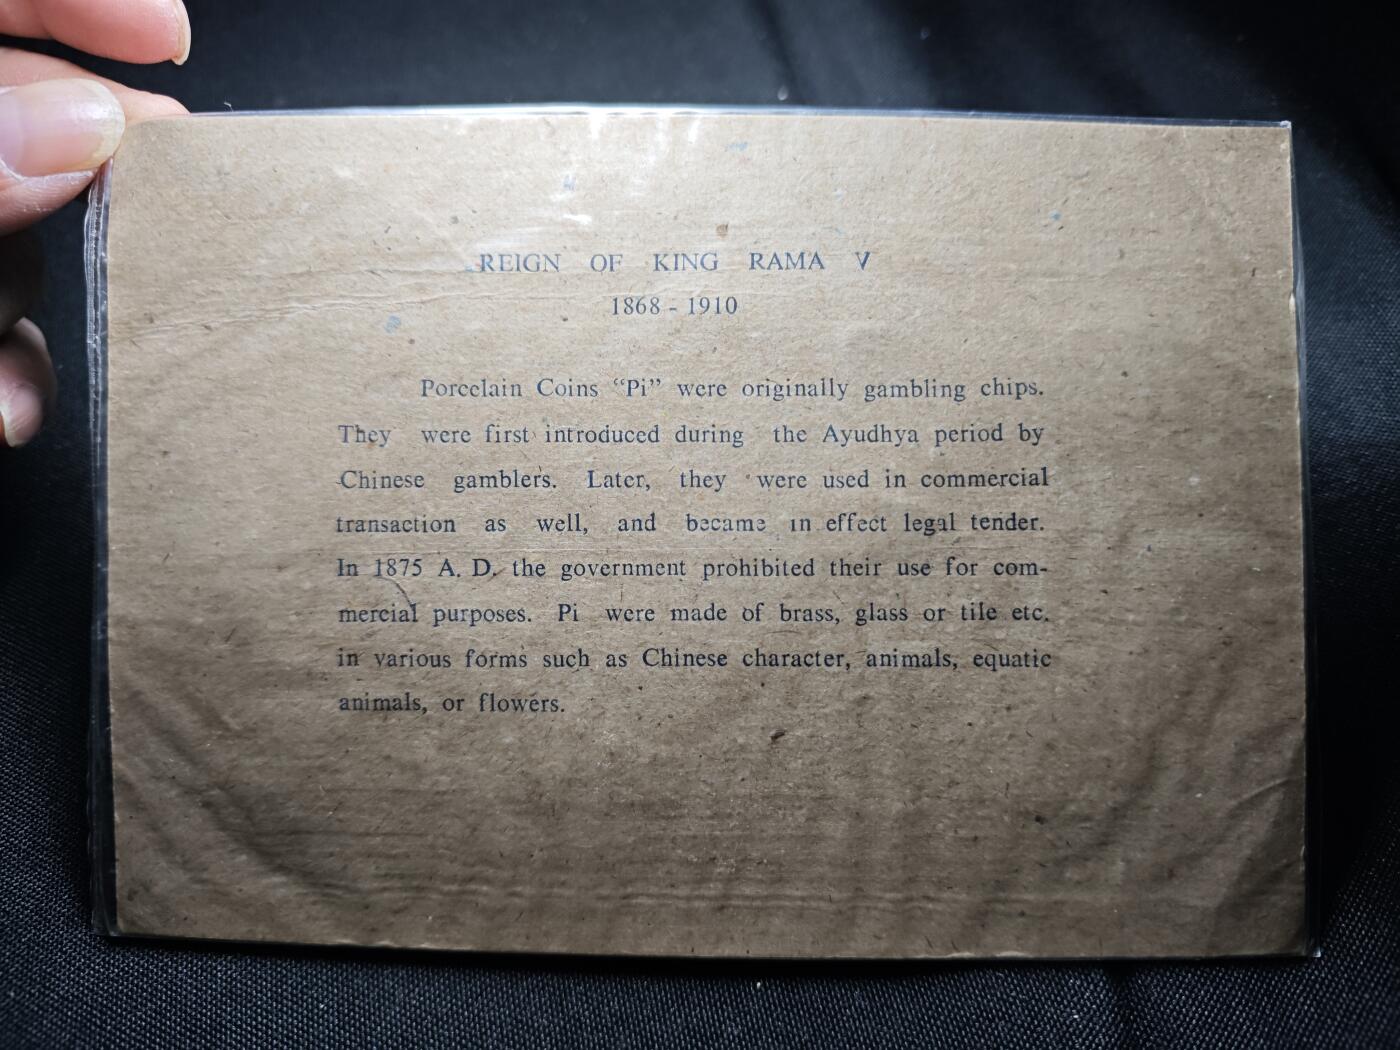 REIGN OF KING RAMA V
1868 - 1910
Porcelain Coins “Pi” were originally gambling chips.
They were first introduced during the Ayudhya period by
Chinese gamblers. Later, they were used in commercial
transaction as well, and became in effect legal tender.
In 1875 A. D. the government prohibited their use for com-
mercial purposes. Pi were made of brass, glass or tile etc.
in various forms such as Chinese character, animals, equatic
animals, or flowers.